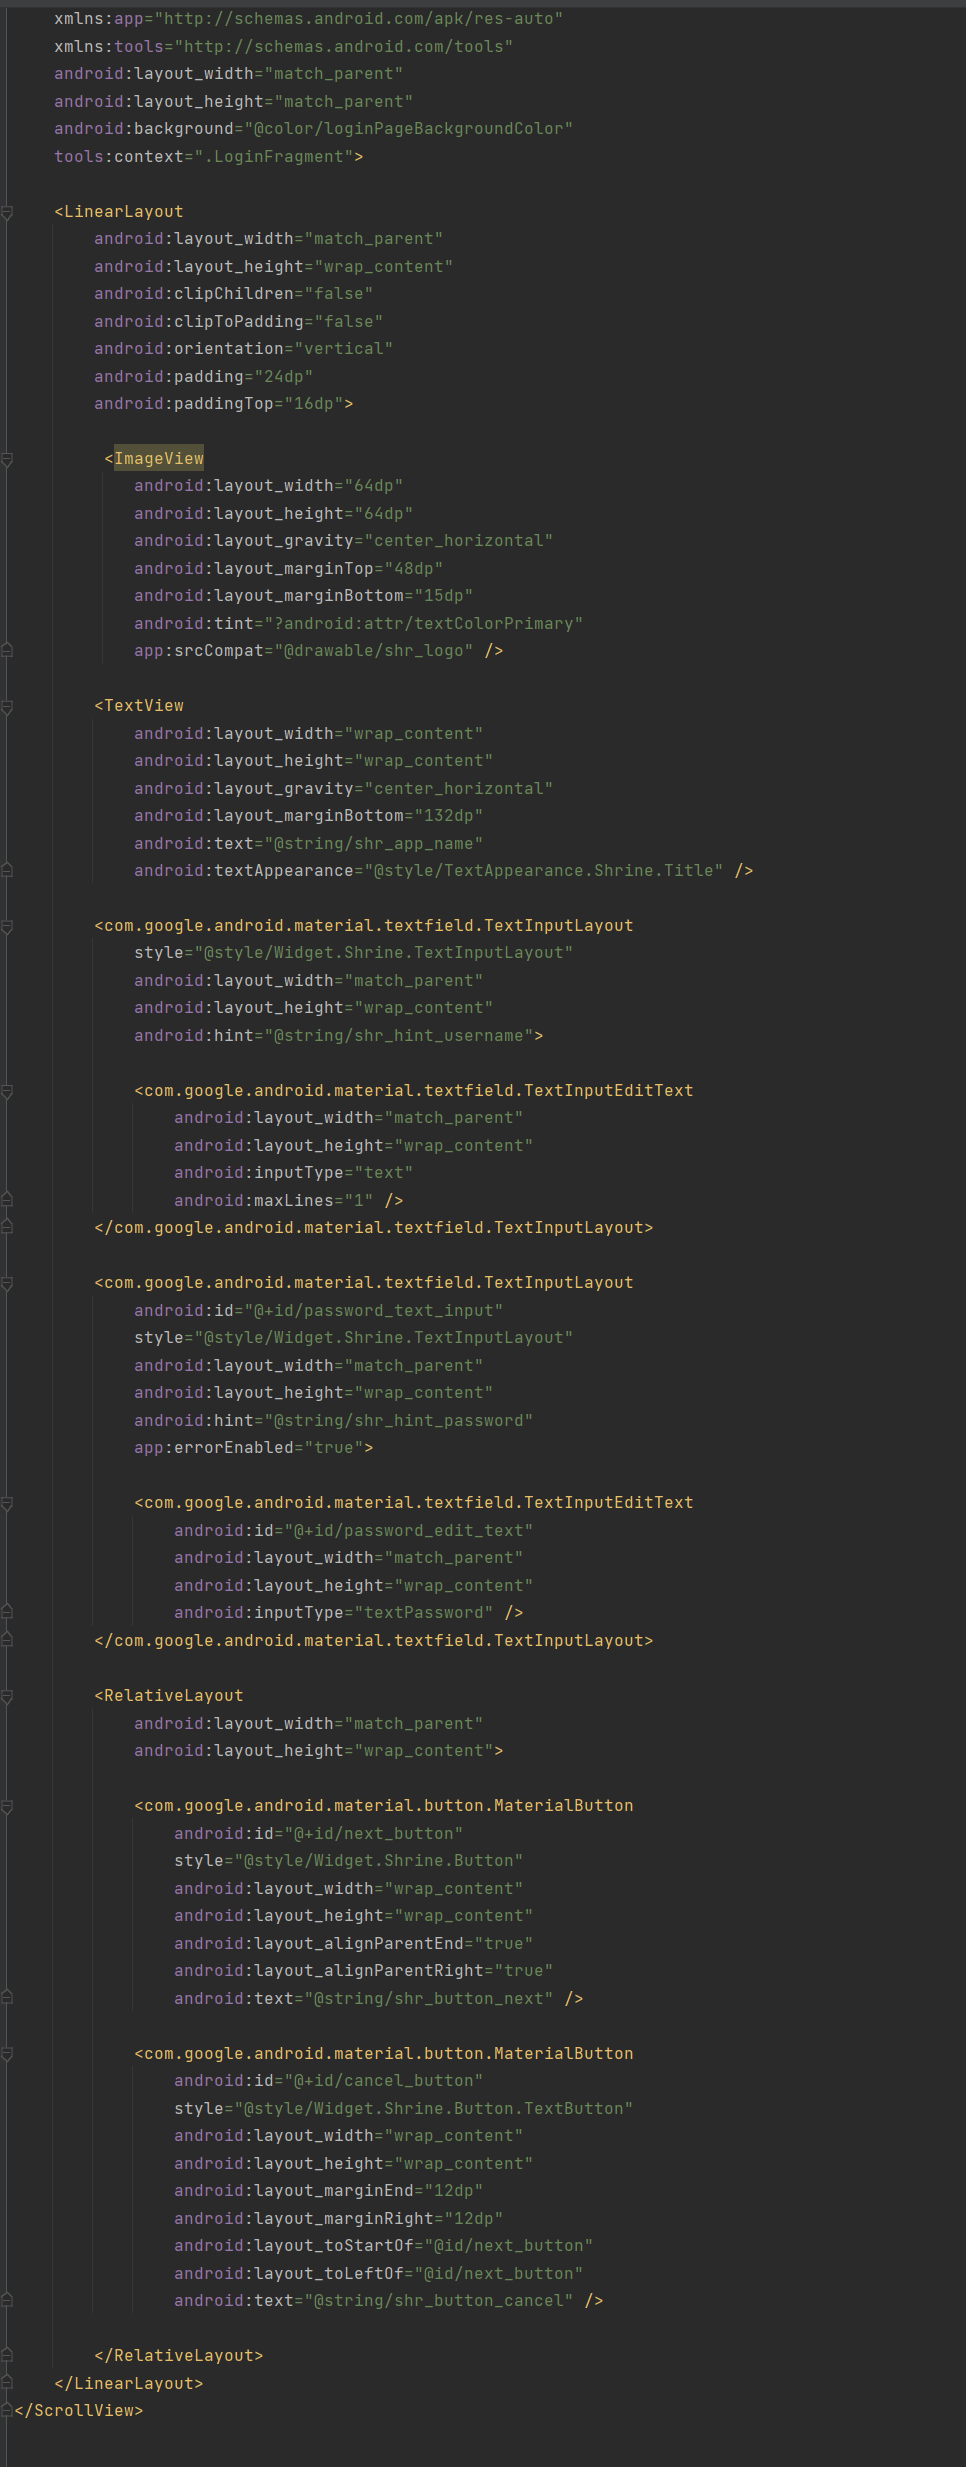 xmlns:app="http://schemas.android.com/apk/res-auto"
xmlns:tools="http://schemas.android.com/tools"
android:layout_width="match_parent"
android:layout_height="match_parent"
android:background="@color/loginPageBackgroundColor"
tools:context=".LoginFragment">
<LinearLayout
android:layout_width="match_parent"
android:layout_height="wrap_content"
android:clipChildren="false"
android:clipToPadding="false"
android:orientation="vertical"
android:padding="24dp"
android:paddingTop="16dp">
<ImageView
android:layout_width="64dp"
android:layout_height="64dp"
android:layout_gravity="center_horizontal"
android:layout_marginTop="48dp"
android:layout_marginBottom="15dp"
android:tint="?android:attr/textColorPrimary"
app:srcCompat="@drawable/shr_logo" />
<TextView
android:layout_width="wrap_content"
android:layout_height="wrap_content"
android:layout_gravity="center_horizontal"
android:layout_marginBottom="132dp"
android:text="@string/shr_app_name"
android:textAppearance="@style/TextAppearance.Shrine.Title" />
<com.google.android.material.textfield.TextInputLayout
style="@style/Widget.Shrine.TextInputLayout"
android:layout_width="match_parent"
android:layout_height="wrap_content"
android:hint="@string/shr_hint_username">
<com.google.android.material.textfield.TextInputEditText
android:layout_width="match_parent"
android:layout_height="wrap_content"
android:inputType="text"
android:maxLines="1" />
</com.google.android.material.textfield.TextInputLayout>
<com.google.android.material.textfield.TextInputLayout
android:id="@+id/password_text_input"
style="@style/Widget.Shrine.TextInputLayout"
android:layout_width="match_parent"
android:layout_height="wrap_content"
android:hint="@string/shr_hint_password"
app:errorEnabled="true">
<com.google.android.material.textfield.TextInputEditText
android:id="@+id/password_edit_text"
android:layout_width="match_parent"
android:layout_height="wrap_content"
android:inputType="textPassword" />
</com.google.android.material.textfield.TextInputLayout>
<RelativeLayout
android:layout_width="match_parent"
android:layout_height="wrap_content">
<com.google.android.material.button.MaterialButton
android:id="@+id/next_button"
style="@style/Widget.Shrine.Button"
android:layout_width="wrap_content"
android:layout_height="wrap_content"
android:layout_alignParentEnd="true"
android:layout_alignParentRight="true"
android:text="@string/shr_button_next" />
<com.google.android.material.button.MaterialButton
android:id="@+id/cancel_button"
style="@style/Widget.Shrine.Button.TextButton"
android:layout_width="wrap_content"
android:layout_height="wrap_content"
android:layout_marginEnd="12dp"
android:layout_marginRight="12dp"
android:layout_toStartOf="@id/next_button"
android:layout_toLeftOf="@id/next_button"
android:text="@string/shr_button_cancel" />
</RelativeLayout>
</LinearLayout>
</ScrollView>